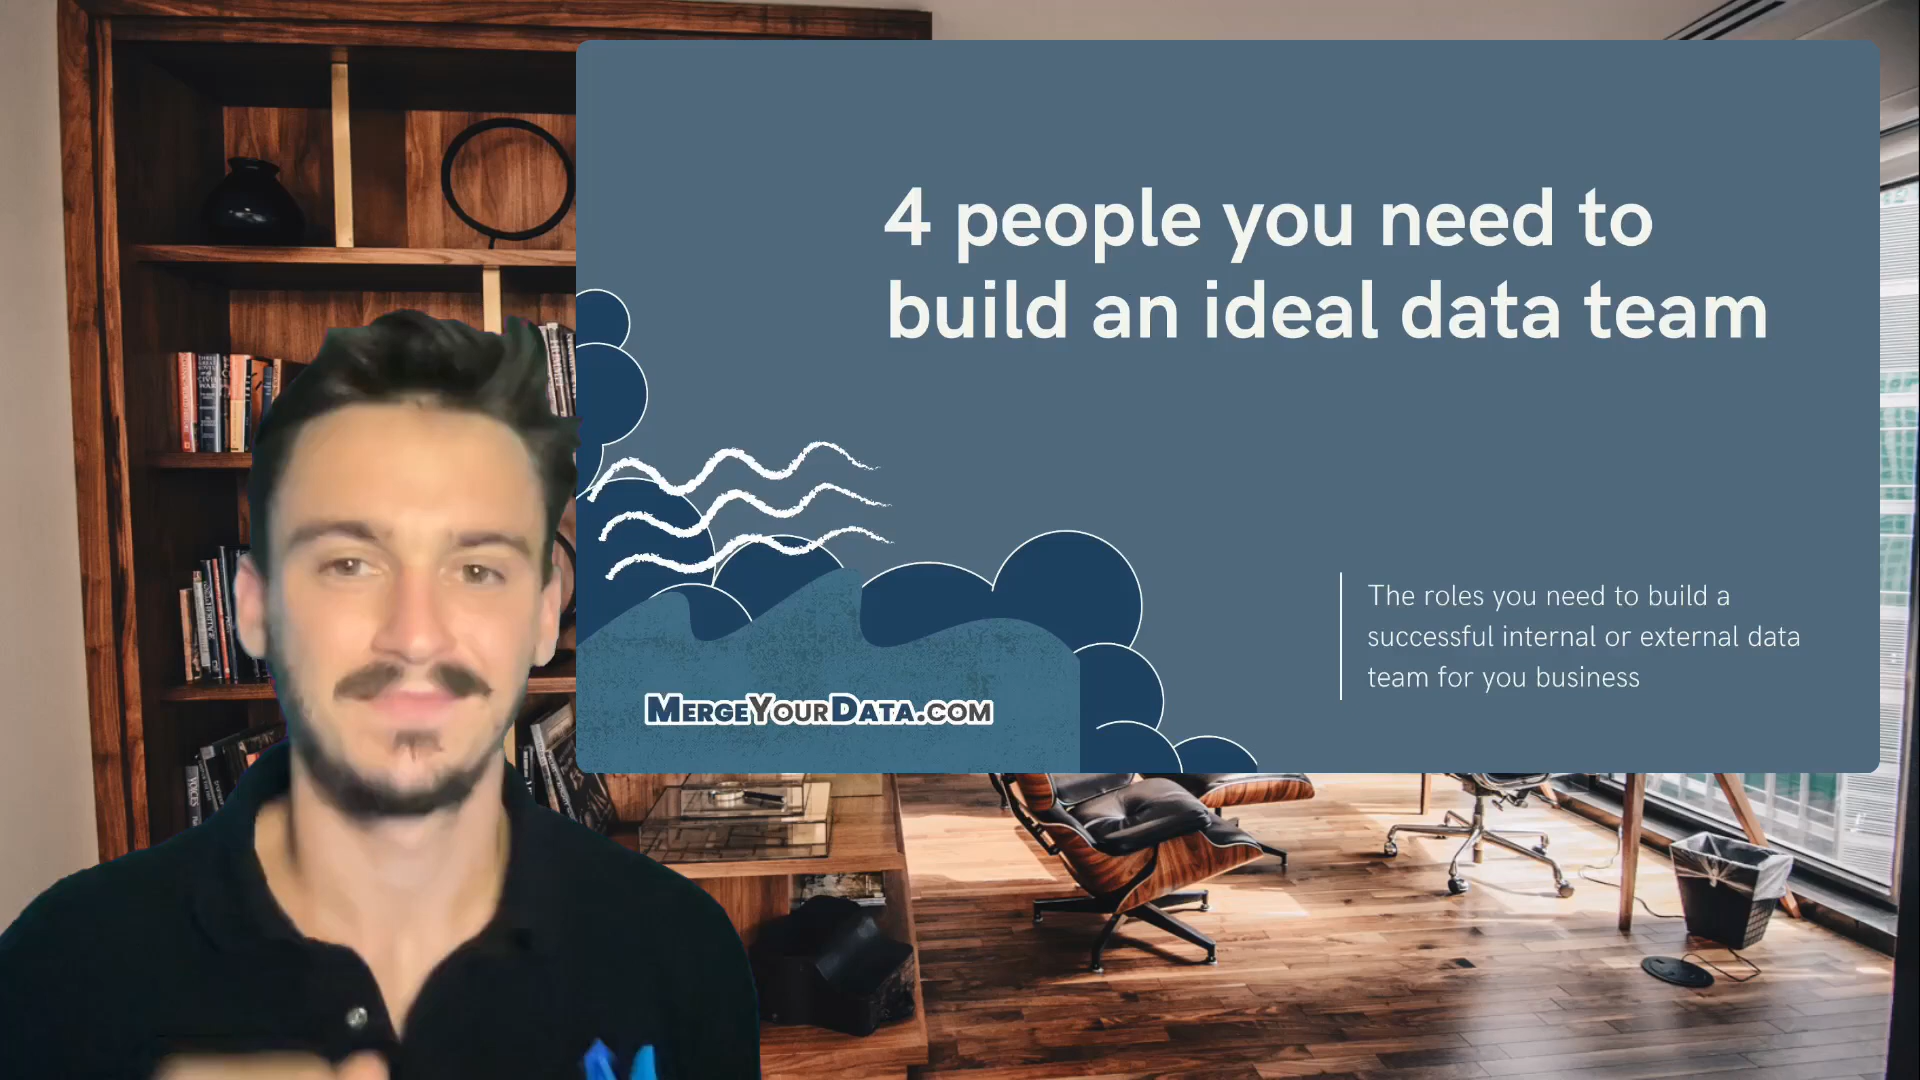 4 people you need to
build an ideal data team
The roles you need to build a
successful internal or external data
team for you business
MergeYourData.com